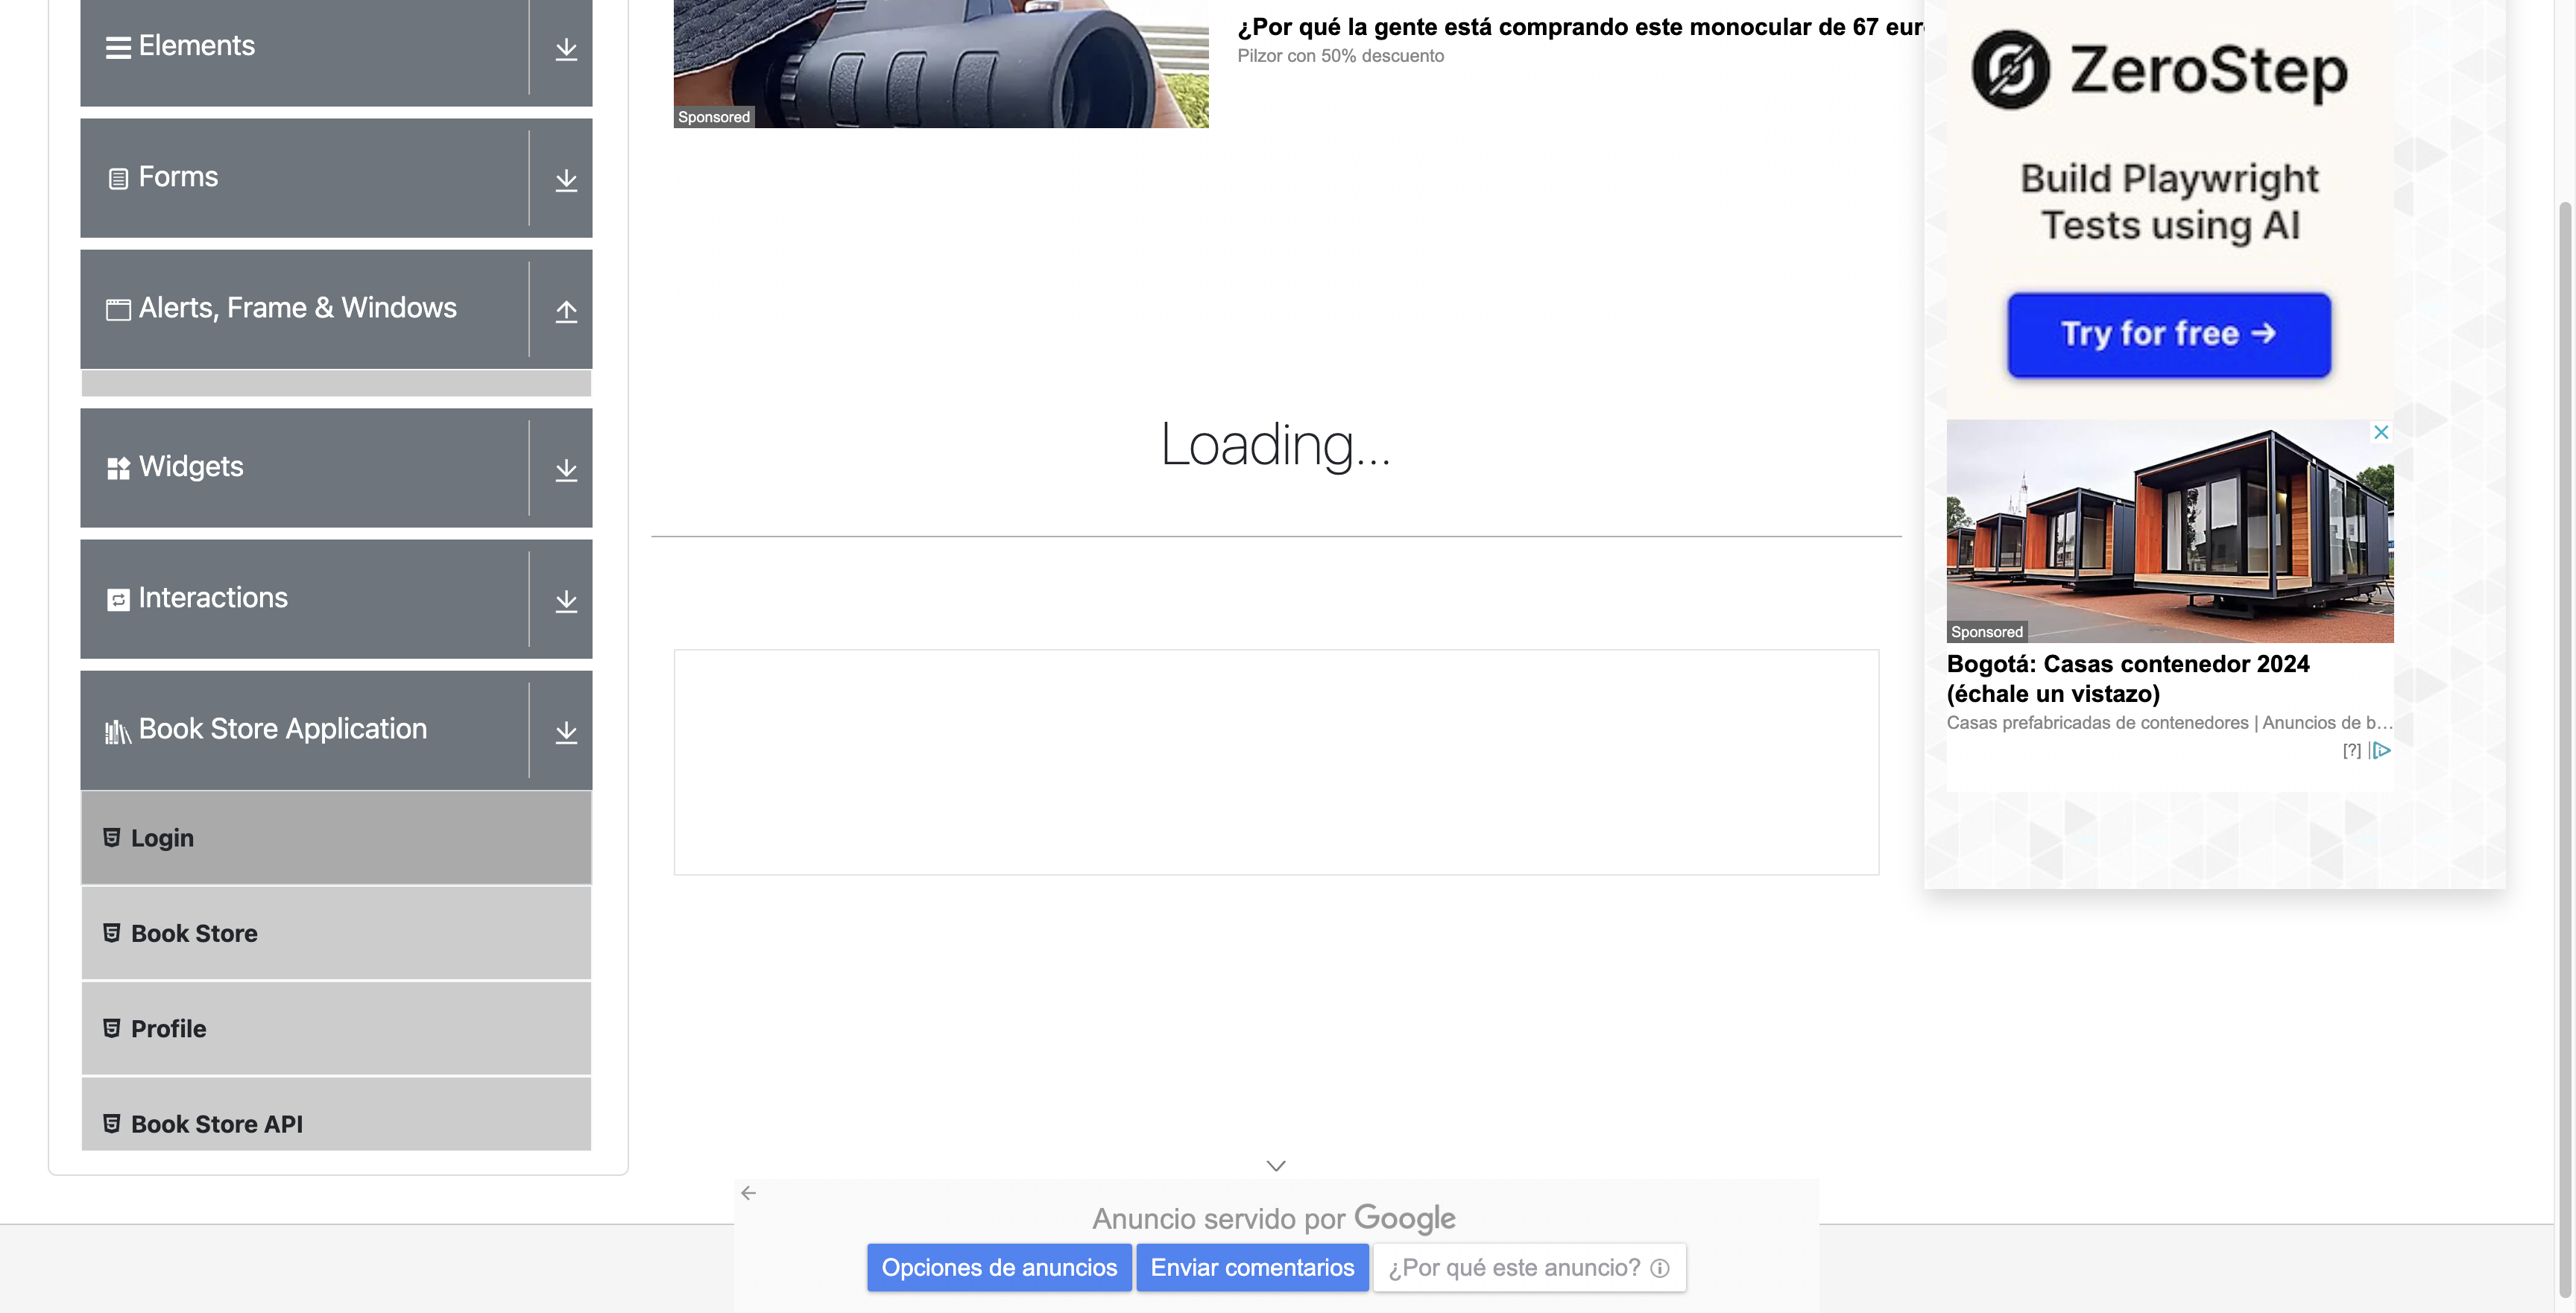 Elements
Forms
Alerts, Frame & Windows
Widgets
Interactions
Book Store Application
Login
Book Store
Profile
Book Store API
Sponsored
¿Por qué la gente está comprando este monocular de 67 eur
Pilzor con 50% descuento
Loading...
ZeroStep
Build Playwright
Tests using AI
Try for free →
Sponsored
Bogotá: Casas contenedor 2024
(échale un vistazo)
Casas prefabricadas de contenedores | Anuncios de b...
[?]
Anuncio servido por Google
Opciones de anuncios
Enviar comentarios
¿Por qué este anuncio?